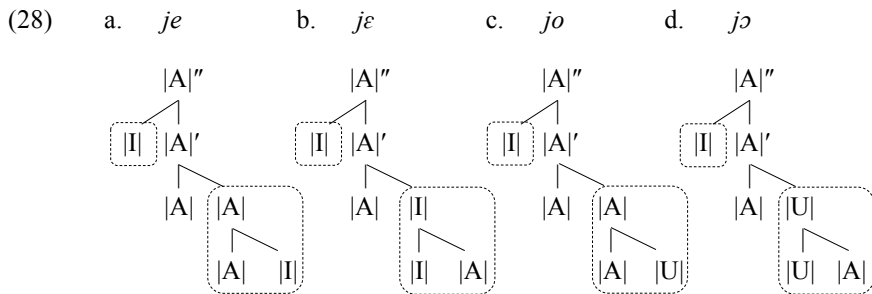 (28) a. je b. jɛ c. jo d. jɔ
|A|″ |A|″ |A|″ |A|″
|I| |A|′ |I| |A|′ |I| |A|′ |I| |A|′
|A| |A| |A| |I| |A| |A| |A| |U|
|A| |I| |I| |A| |A| |U| |U| |A|